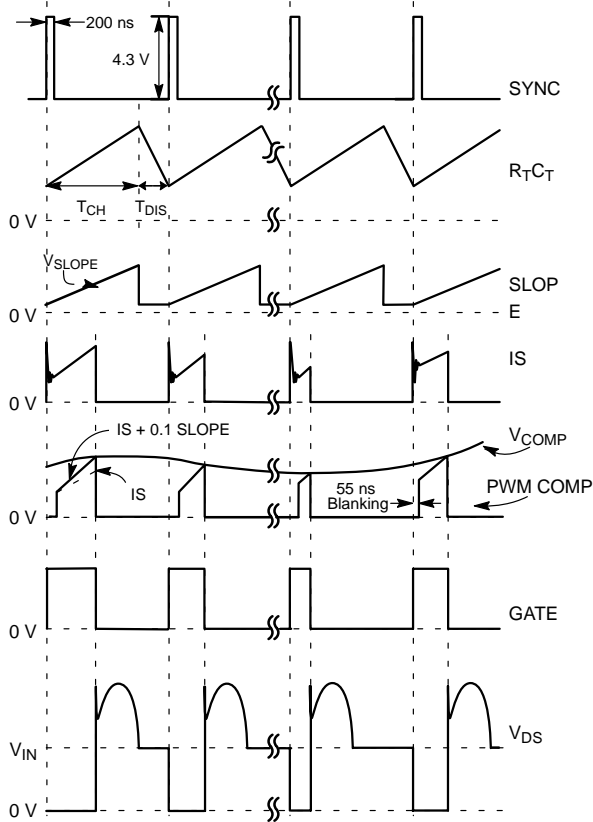 200 ns
4.3 V
SYNC
RTCT
TCH
TDIS
0 V
VSLOPE
SLOP
E
0 V
IS
0 V
VCOMP
IS + 0.1 SLOPE
IS
55 ns
Blanking
PWM COMP
0 V
GATE
0 V
VIN
VDS
0 V